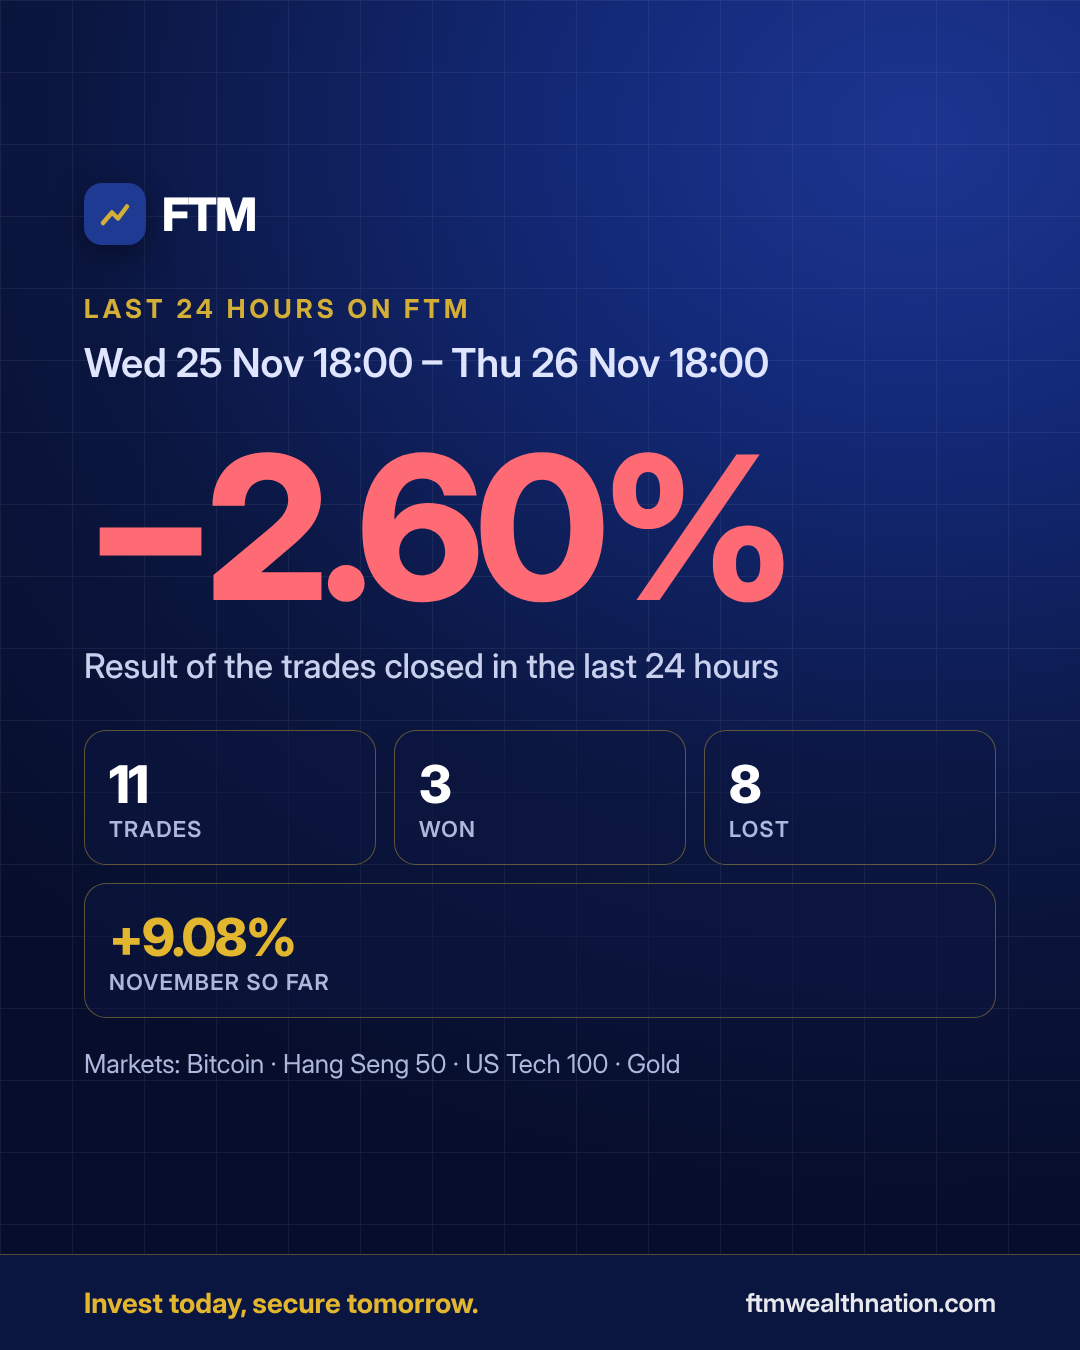 FTM
LAST 24 HOURS ON FTM
Wed 25 Nov 18:00 – Thu 26 Nov 18:00
−2.60%
Result of the trades closed in the last 24 hours
11
TRADES
3
WON
8
LOST
+9.08%
NOVEMBER SO FAR
Markets: Bitcoin · Hang Seng 50 · US Tech 100 · Gold
Invest today, secure tomorrow.
ftmwealthnation.com